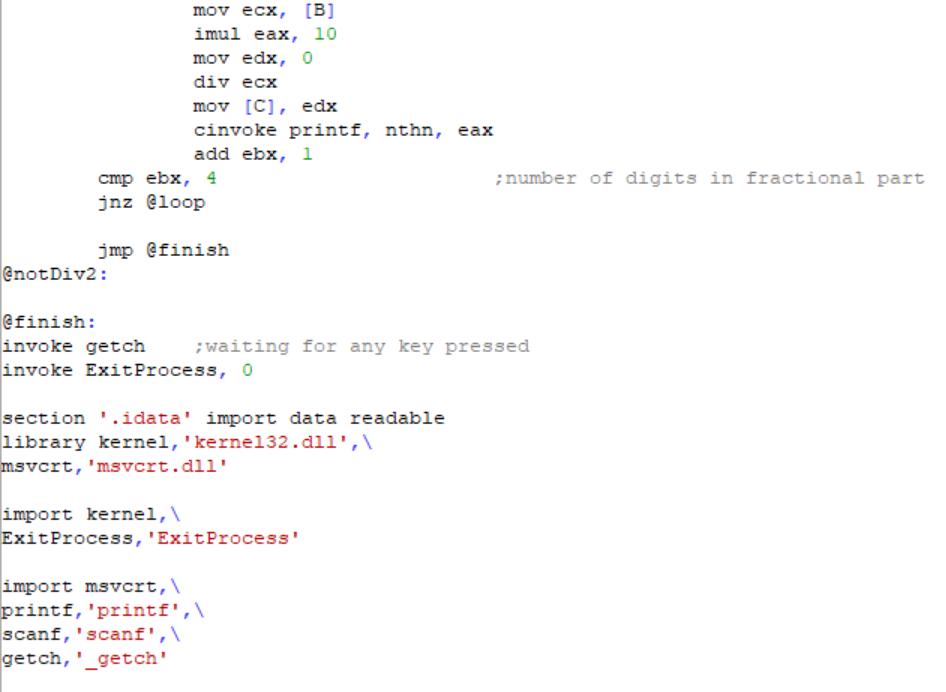 mov ecx, [B]
imul eax, 10
mov edx, 0
div ecx
mov [C], edx
cinvoke printf, nthn, eax
add ebx, 1
cmp ebx, 4 ;number of digits in fractional part
jnz @loop
jmp @finish
@notDiv2:
@finish:
invoke getch ;waiting for any key pressed
invoke ExitProcess, 0
section '.idata' import data readable
library kernel,'kernel32.dll',\
msvcrt,'msvcrt.dll'
import kernel,\
ExitProcess,'ExitProcess'
import msvcrt,\
printf,'printf',\
scanf,'scanf',\
getch,'_getch'